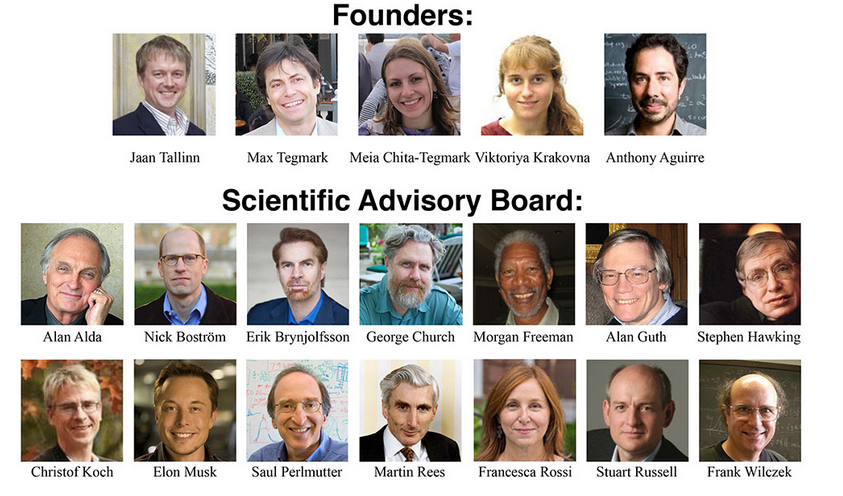 Founders:
Jaan Tallinn Max Tegmark Meia Chita-Tegmark Viktoriya Krakovna Anthony Aguirre
Scientific Advisory Board:
Alan Alda Nick Boström Erik Brynjolfsson George Church Morgan Freeman Alan Guth Stephen Hawking
Christof Koch Elon Musk Saul Perlmutter Martin Rees Francesca Rossi Stuart Russell Frank Wilczek